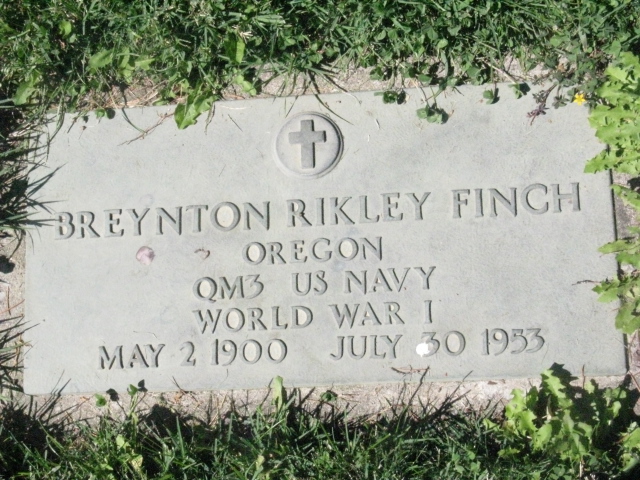 BREYNTON RIKLEY FINCH
OREGON
QM3 US NAVY
WORLD WAR I
MAY 2 1900 JULY 30 1953